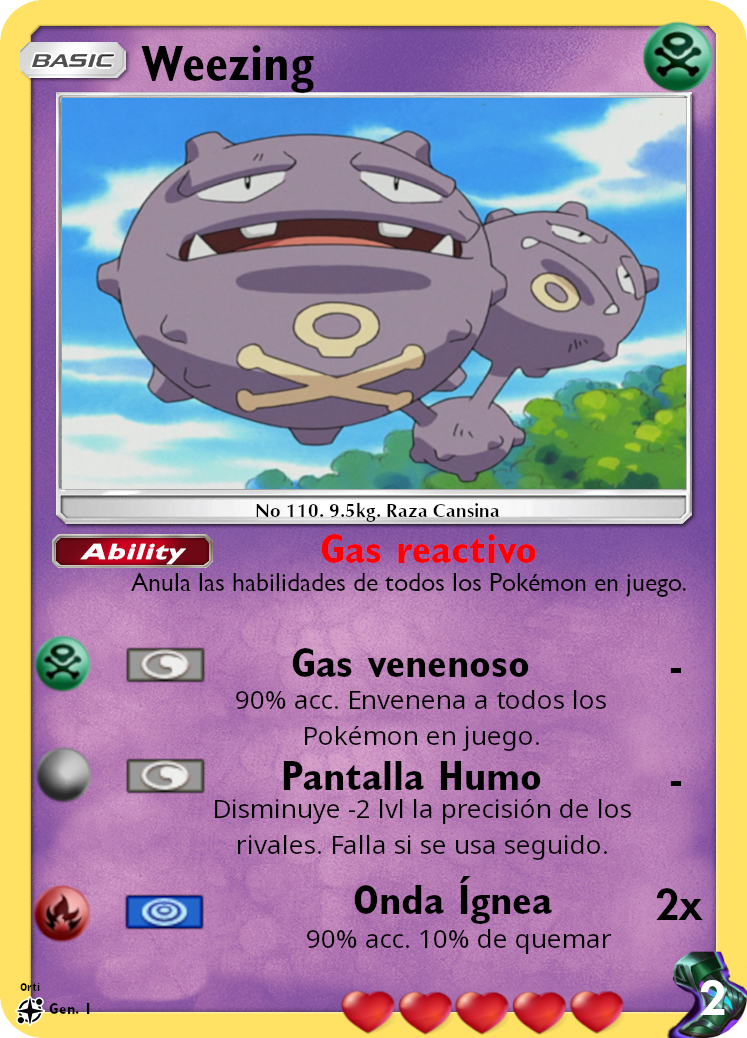 BASIC Weezing
No 110. 9.5kg. Raza Cansina
Ability Gas reactivo
Anula las habilidades de todos los Pokémon en juego.
Gas venenoso -
90% acc. Envenena a todos los
Pokémon en juego.
Pantalla Humo -
Disminuye -2 lvl la precisión de los
rivales. Falla si se usa seguido.
Onda Ígnea 2x
90% acc. 10% de quemar
Orti
Gen. 1
2